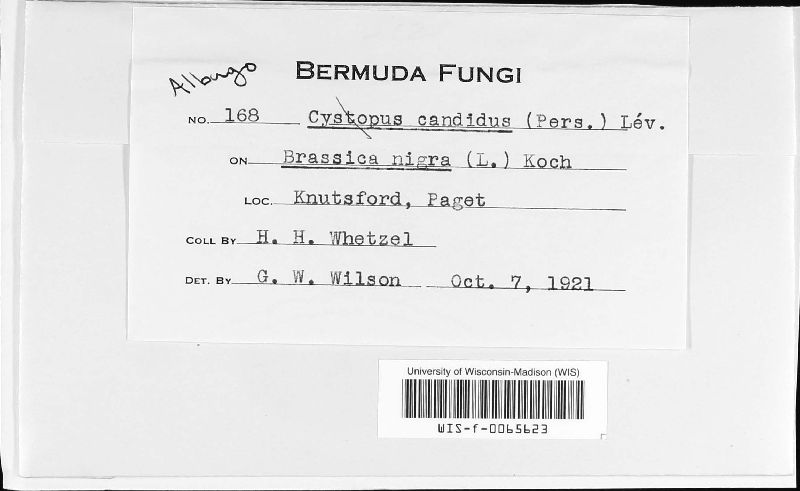 Albugo
BERMUDA FUNGI
NO. 168 Cystopus candidus (Pers.) Lév.
ON Brassica nigra (L.) Koch
LOC. Knutsford, Paget
COLL BY H. H. Whetzel
DET. BY G. W. Wilson Oct. 7, 1921
University of Wisconsin-Madison (WIS)
WIS-f-0065623